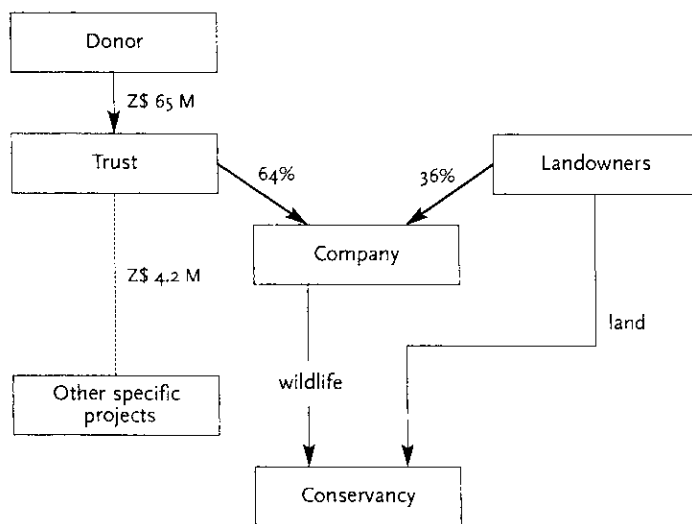 Donor
Z$ 65 M
Trust
Landowners
64%
36%
Company
Z$ 4.2 M
land
wildlife
Other specific
projects
Conservancy